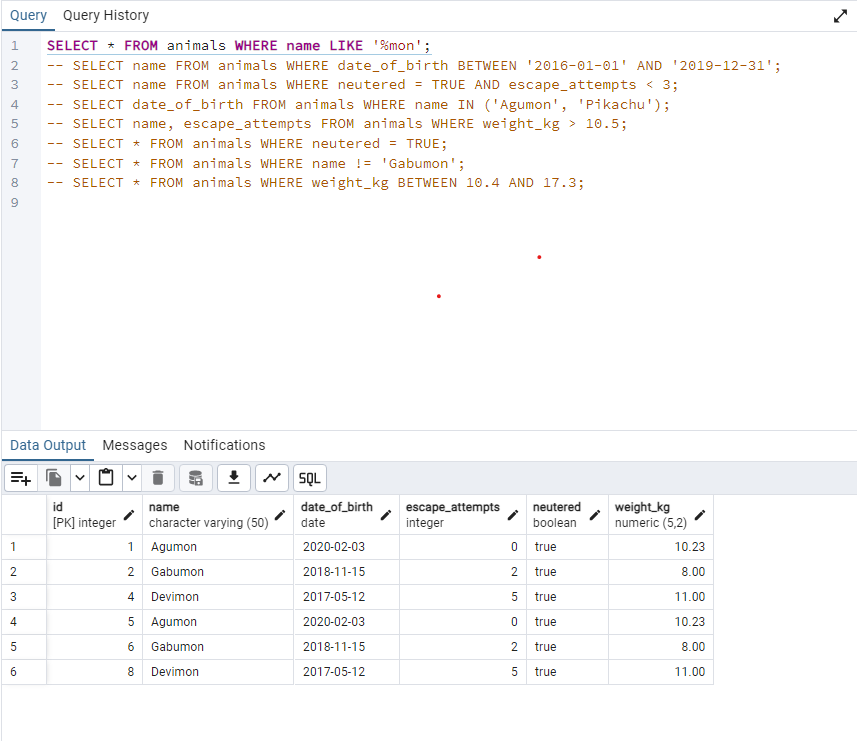 Query Query History
1 SELECT * FROM animals WHERE name LIKE '%mon';
2 -- SELECT name FROM animals WHERE date_of_birth BETWEEN '2016-01-01' AND '2019-12-31';
3 -- SELECT name FROM animals WHERE neutered = TRUE AND escape_attempts < 3;
4 -- SELECT date_of_birth FROM animals WHERE name IN ('Agumon', 'Pikachu');
5 -- SELECT name, escape_attempts FROM animals WHERE weight_kg > 10.5;
6 -- SELECT * FROM animals WHERE neutered = TRUE;
7 -- SELECT * FROM animals WHERE name != 'Gabumon';
8 -- SELECT * FROM animals WHERE weight_kg BETWEEN 10.4 AND 17.3;
9
Data Output Messages Notifications
SQL
id name date_of_birth escape_attempts neutered weight_kg
[PK] integer character varying (50) date integer boolean numeric (5,2)
1 1 Agumon 2020-02-03 0 true 10.23
2 2 Gabumon 2018-11-15 2 true 8.00
3 4 Devimon 2017-05-12 5 true 11.00
4 5 Agumon 2020-02-03 0 true 10.23
5 6 Gabumon 2018-11-15 2 true 8.00
6 8 Devimon 2017-05-12 5 true 11.00